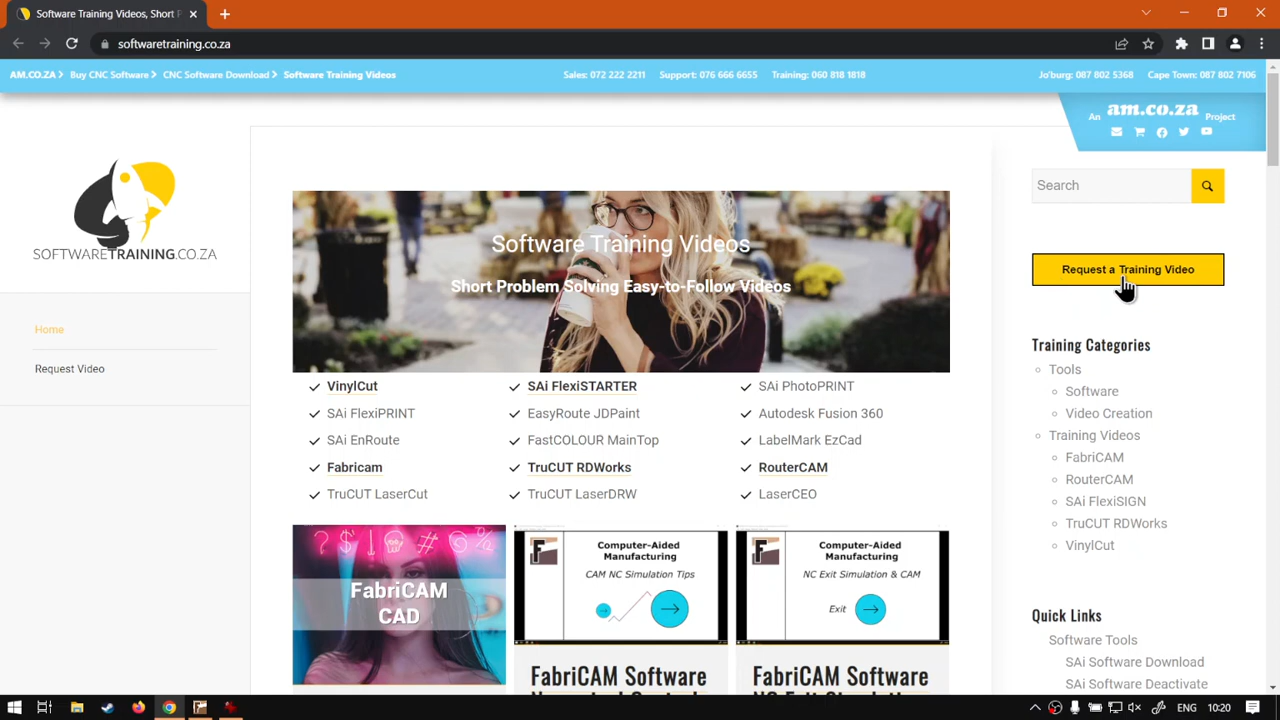 Software Training Videos, Short P
softwaretraining.co.za
AM.CO.ZA
Buy CNC Software
CNC Software Download
Software Training Videos
Sales: 072 222 2211
Support: 076 666 6655
Training: 060 818 1818
Jo'burg: 087 802 5368
Cape Town: 087 802 7106
An am.co.za Project
SOFTWARETRAINING.CO.ZA
Home
Request Video
Software Training Videos
Short Problem Solving Easy-to-Follow Videos
VinylCut
SAi FlexiSTARTER
SAi PhotoPRINT
SAi FlexiPRINT
EasyRoute JDPaint
Autodesk Fusion 360
SAi EnRoute
FastCOLOUR MainTop
LabelMark EzCad
Fabricam
TruCUT RDWorks
RouterCAM
TruCUT LaserCut
TruCUT LaserDRW
LaserCEO
FabriCAM
CAD
F
Computer-Aided
Manufacturing
CAM NC Simulation Tips
FabriCAM Software
F
Computer-Aided
Manufacturing
NC Exit Simulation & CAM
Exit
FabriCAM Software
Search
Request a Training Video
Training Categories
Tools
Software
Video Creation
Training Videos
FabriCAM
RouterCAM
SAi FlexiSIGN
TruCUT RDWorks
VinylCut
Quick Links
Software Tools
SAi Software Download
SAi Software Deactivate
ENG
10:20